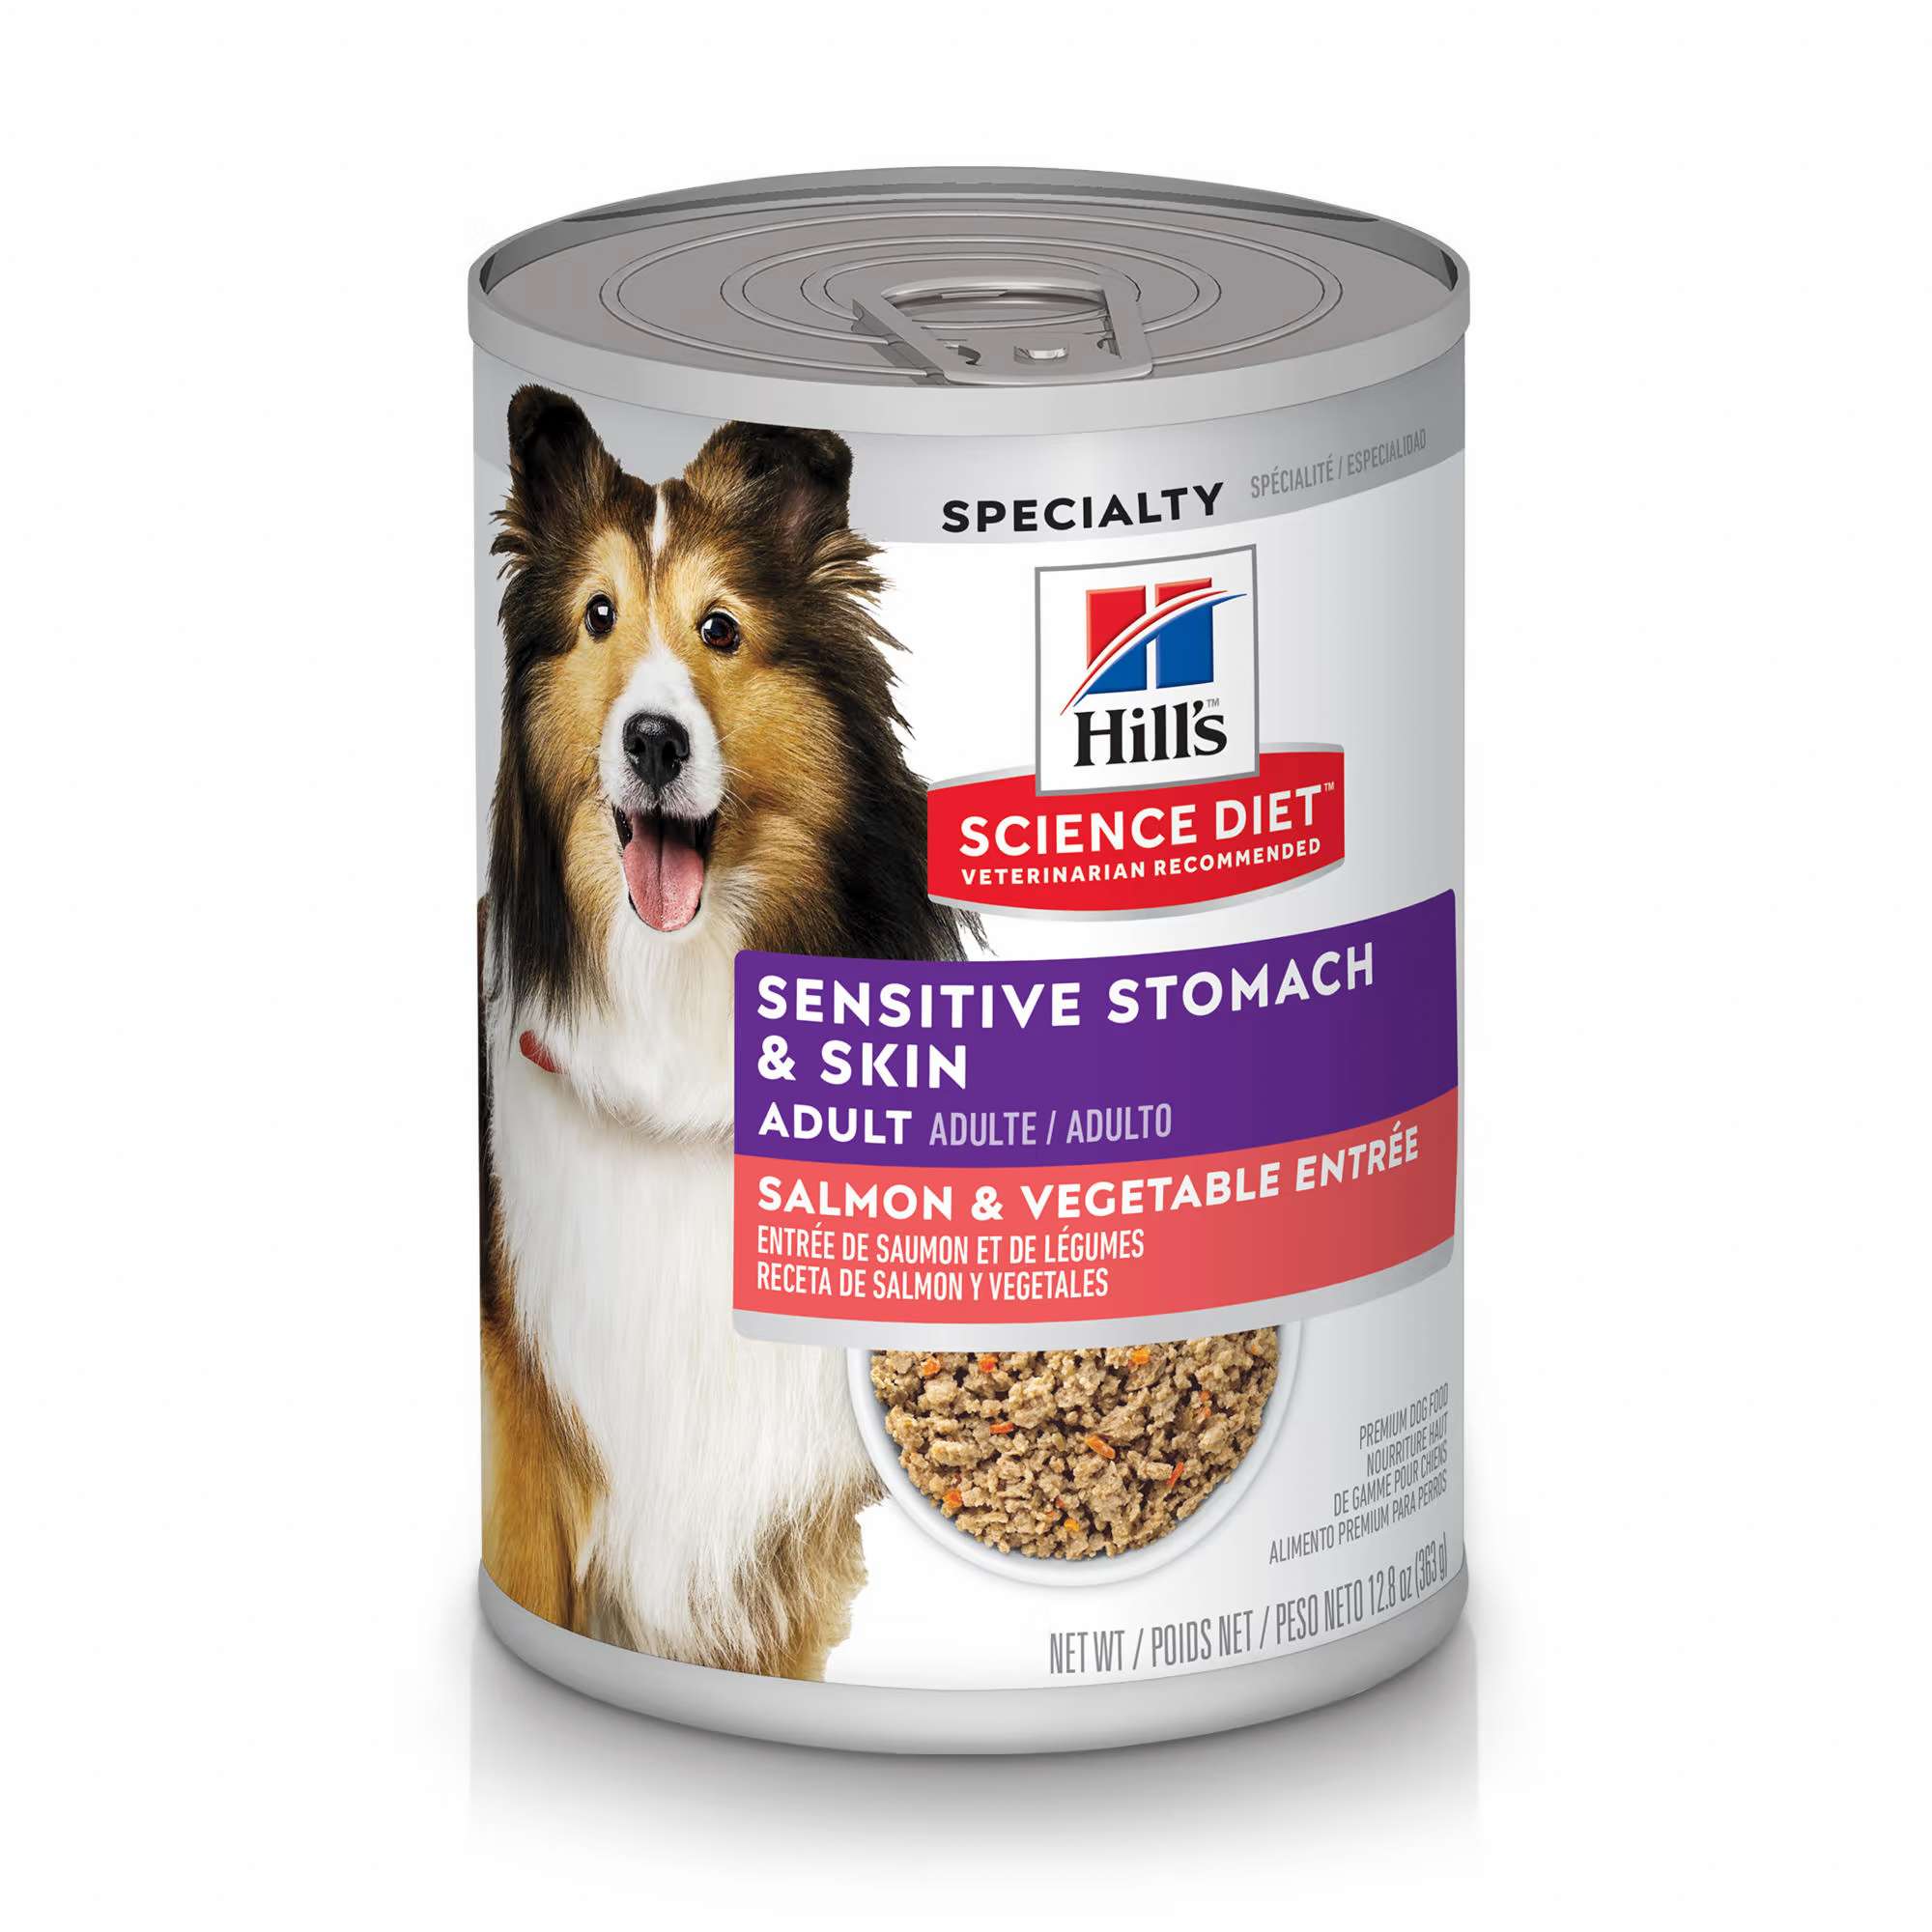 SPECIALTY SPÉCIALITÉ / ESPECIALIDAD
Hill's™
SCIENCE DIET™
VETERINARIAN RECOMMENDED
SENSITIVE STOMACH
& SKIN
ADULT ADULTE / ADULTO
SALMON & VEGETABLE ENTRÉE
ENTRÉE DE SAUMON ET DE LÉGUMES
RECETA DE SALMON Y VEGETALES
PREMIUM DOG FOOD
NOURRITURE HAUT
DE GAMME POUR CHIENS
ALIMENTO PREMIUM PARA PERROS
NET WT / POIDS NET / PESO NETO 12.8 oz (363 g)